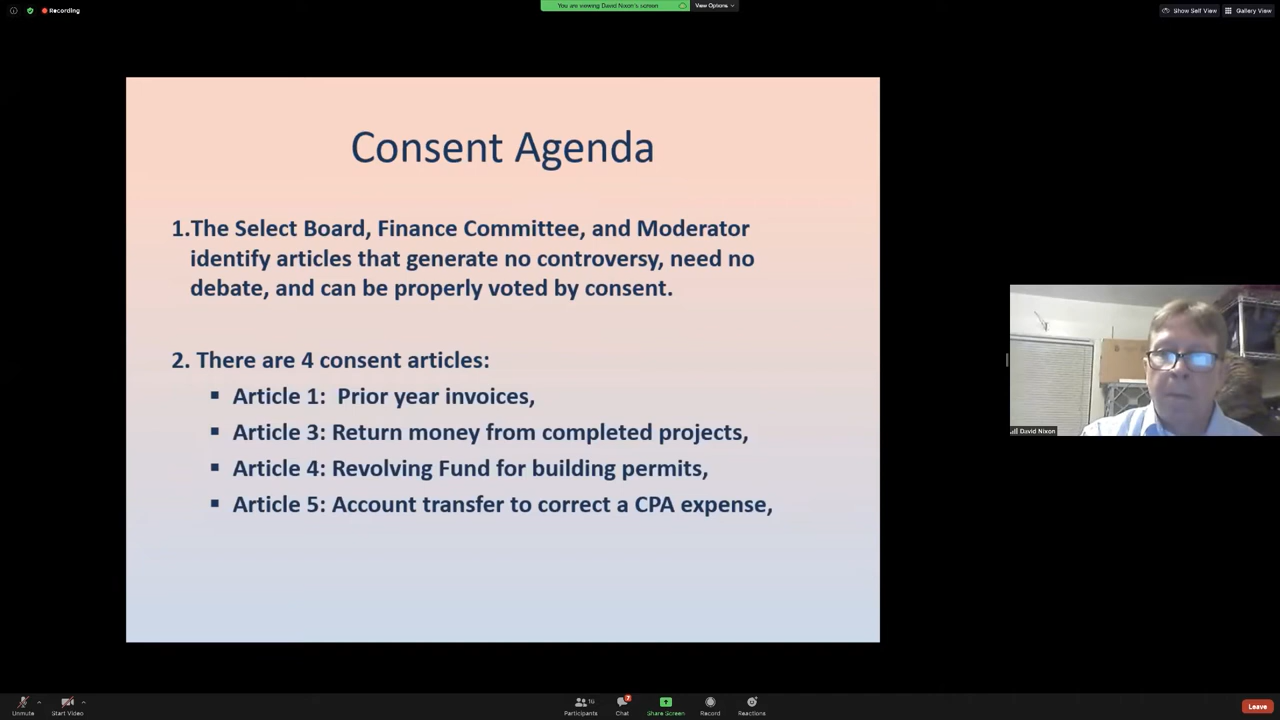 Recording
You are viewing David Nixon's screen
View Options
Show Self View
Gallery View
Consent Agenda
1.The Select Board, Finance Committee, and Moderator
identify articles that generate no controversy, need no
debate, and can be properly voted by consent.
2. There are 4 consent articles:
▪ Article 1:  Prior year invoices,
▪ Article 3: Return money from completed projects,
▪ Article 4: Revolving Fund for building permits,
▪ Article 5: Account transfer to correct a CPA expense,
David Nixon
Unmute
Start Video
Participants
Chat
Share Screen
Record
Reactions
Leave